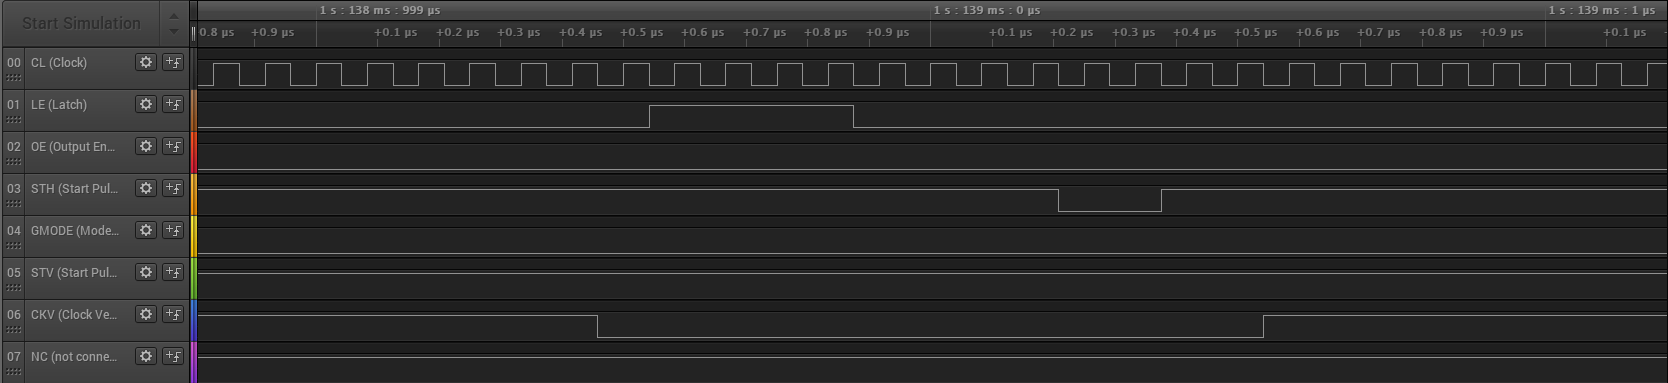 Start Simulation
1 s : 138 ms : 999 µs
1 s : 139 ms : 0 µs
1 s : 139 ms : 1 µs
0.8 µs +0.9 µs +0.1 µs +0.2 µs +0.3 µs +0.4 µs +0.5 µs +0.6 µs +0.7 µs +0.8 µs +0.9 µs +0.1 µs +0.2 µs +0.3 µs +0.4 µs +0.5 µs +0.6 µs +0.7 µs +0.8 µs +0.9 µs +0.1 µs
00 CL (Clock)
01 LE (Latch)
02 OE (Output En...
03 STH (Start Pul...
04 GMODE (Mode...
05 STV (Start Pul...
06 CKV (Clock Ve...
07 NC (not conne...